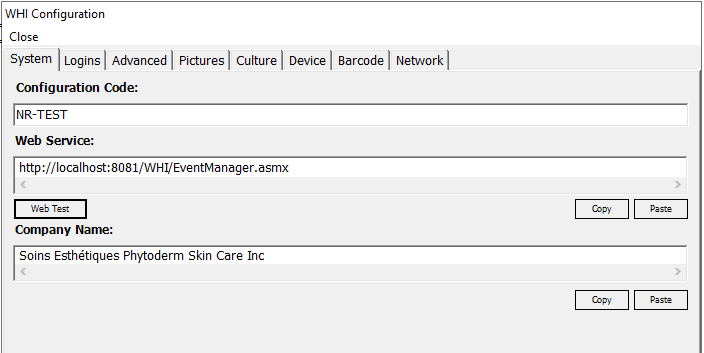 WHI Configuration
Close
System Logins Advanced Pictures Culture Device Barcode Network
Configuration Code:
NR-TEST
Web Service:
http://localhost:8081/WHI/EventManager.asmx
Web Test Copy Paste
Company Name:
Soins Esthétiques Phytoderm Skin Care Inc
Copy Paste